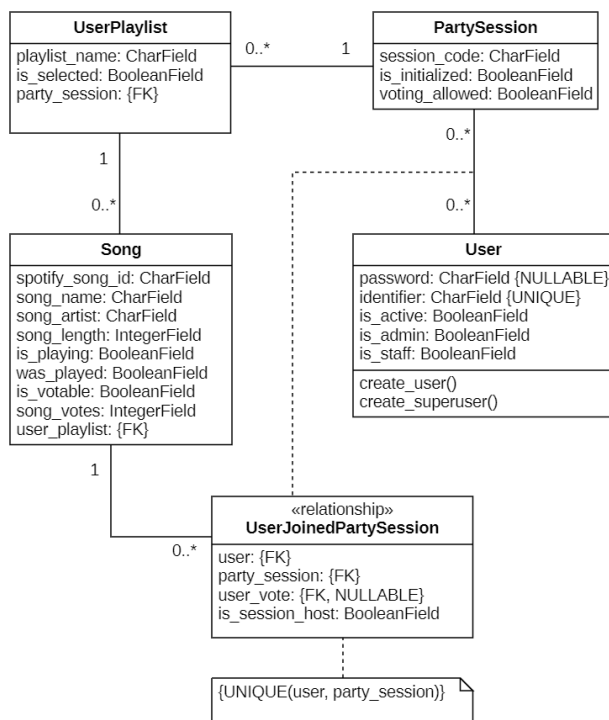 UserPlaylist
playlist_name: CharField
is_selected: BooleanField
party_session: {FK}
0..*
1
PartySession
session_code: CharField
is_initialized: BooleanField
voting_allowed: BooleanField
1
0..*
0..*
0..*
Song
spotify_song_id: CharField
song_name: CharField
song_artist: CharField
song_length: IntegerField
is_playing: BooleanField
was_played: BooleanField
is_votable: BooleanField
song_votes: IntegerField
user_playlist: {FK}
User
password: CharField {NULLABLE}
identifier: CharField {UNIQUE}
is_active: BooleanField
is_admin: BooleanField
is_staff: BooleanField
create_user()
create_superuser()
1
0..*
«relationship»
UserJoinedPartySession
user: {FK}
party_session: {FK}
user_vote: {FK, NULLABLE}
is_session_host: BooleanField
{UNIQUE(user, party_session)}